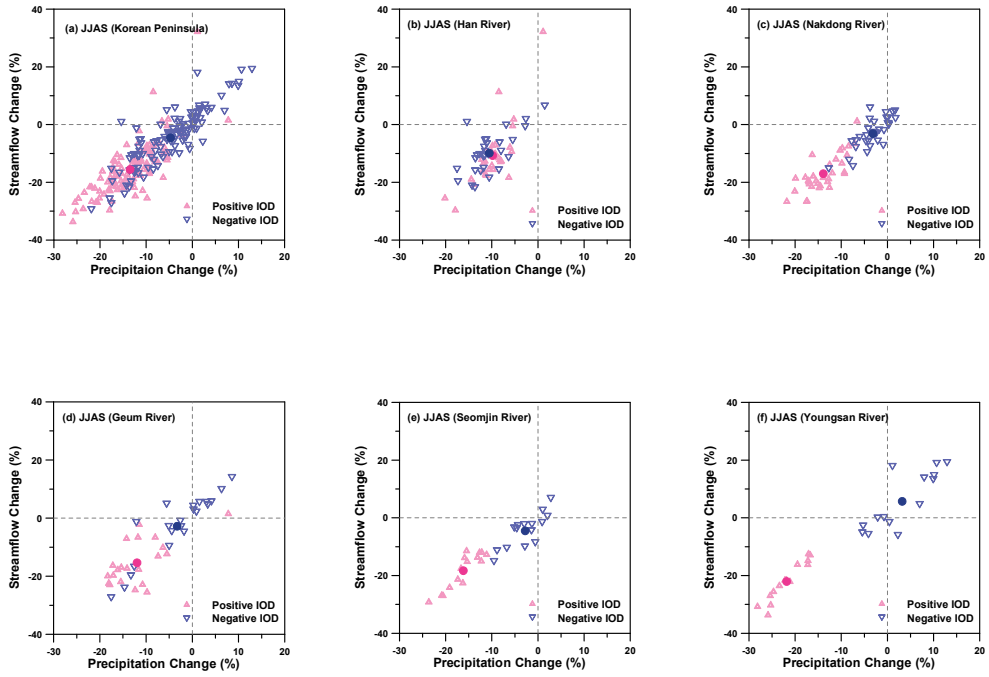 (a) JJAS (Korean Peninsula)
40
20
0
-20
-40
Streamflow Change (%)
Positive IOD
Negative IOD
-30 -20 -10 0 10 20
Precipitaion Change (%)
(b) JJAS (Han River)
40
20
0
-20
-40
Streamflow Change (%)
Positive IOD
Negative IOD
-30 -20 -10 0 10 20
Precipitaion Change (%)
(c) JJAS (Nakdong River)
40
20
0
-20
-40
Streamflow Change (%)
Positive IOD
Negative IOD
-30 -20 -10 0 10 20
Precipitaion Change (%)
(d) JJAS (Geum River)
40
20
0
-20
-40
Streamflow Change (%)
Positive IOD
Negative IOD
-30 -20 -10 0 10 20
Precipitaion Change (%)
(e) JJAS (Seomjin River)
40
20
0
-20
-40
Streamflow Change (%)
Positive IOD
Negative IOD
-30 -20 -10 0 10 20
Precipitaion Change (%)
(f) JJAS (Youngsan River)
40
20
0
-20
-40
Streamflow Change (%)
Positive IOD
Negative IOD
-30 -20 -10 0 10 20
Precipitaion Change (%)